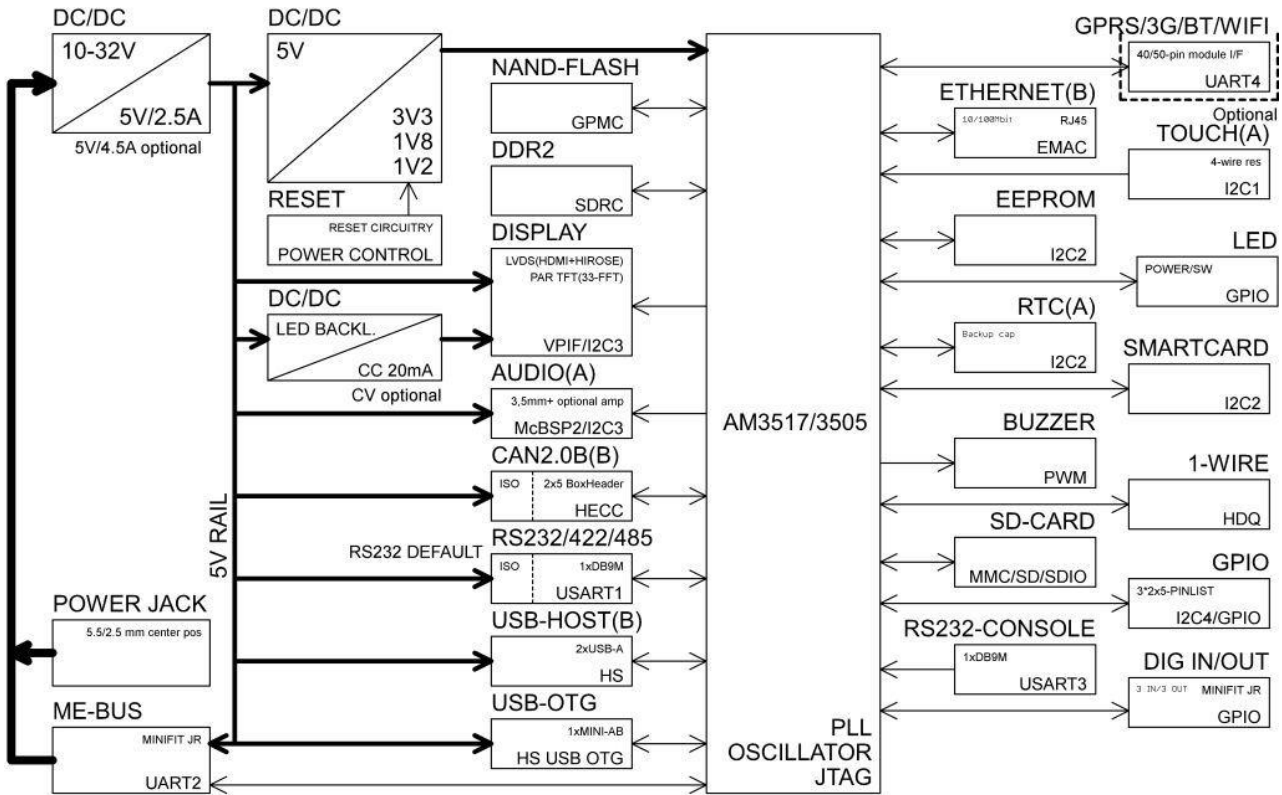 DC/DC
10-32V
5V/2.5A
5V/4.5A optional
DC/DC
5V
3V3
1V8
1V2
RESET
RESET CIRCUITRY
POWER CONTROL
DC/DC
LED BACKL.
CC 20mA
CV optional
5V RAIL
RS232 DEFAULT
POWER JACK
5.5/2.5 mm center pos
ME-BUS
MINIFIT JR
UART2
NAND-FLASH
GPMC
DDR2
SDRC
DISPLAY
LVDS(HDMI+HIROSE)
PAR TFT(33-FFT)
VPIF/I2C3
AUDIO(A)
3,5mm+ optional amp
McBSP2/I2C3
CAN2.0B(B)
ISO 2x5 BoxHeader
HECC
RS232/422/485
ISO 1xDB9M
USART1
USB-HOST(B)
2xUSB-A
HS
USB-OTG
1xMINI-AB
HS USB OTG
AM3517/3505
PLL
OSCILLATOR
JTAG
GPRS/3G/BT/WIFI
40/50-pin module I/F
UART4
Optional
ETHERNET(B)
10/100Mbit RJ45
EMAC
TOUCH(A)
4-wire res
I2C1
EEPROM
I2C2
LED
POWER/SW
GPIO
RTC(A)
Backup cap
I2C2
SMARTCARD
I2C2
BUZZER
PWM
1-WIRE
HDQ
SD-CARD
MMC/SD/SDIO
GPIO
3*2x5-PINLIST
I2C4/GPIO
RS232-CONSOLE
1xDB9M
USART3
DIG IN/OUT
3 IN/3 OUT MINIFIT JR
GPIO